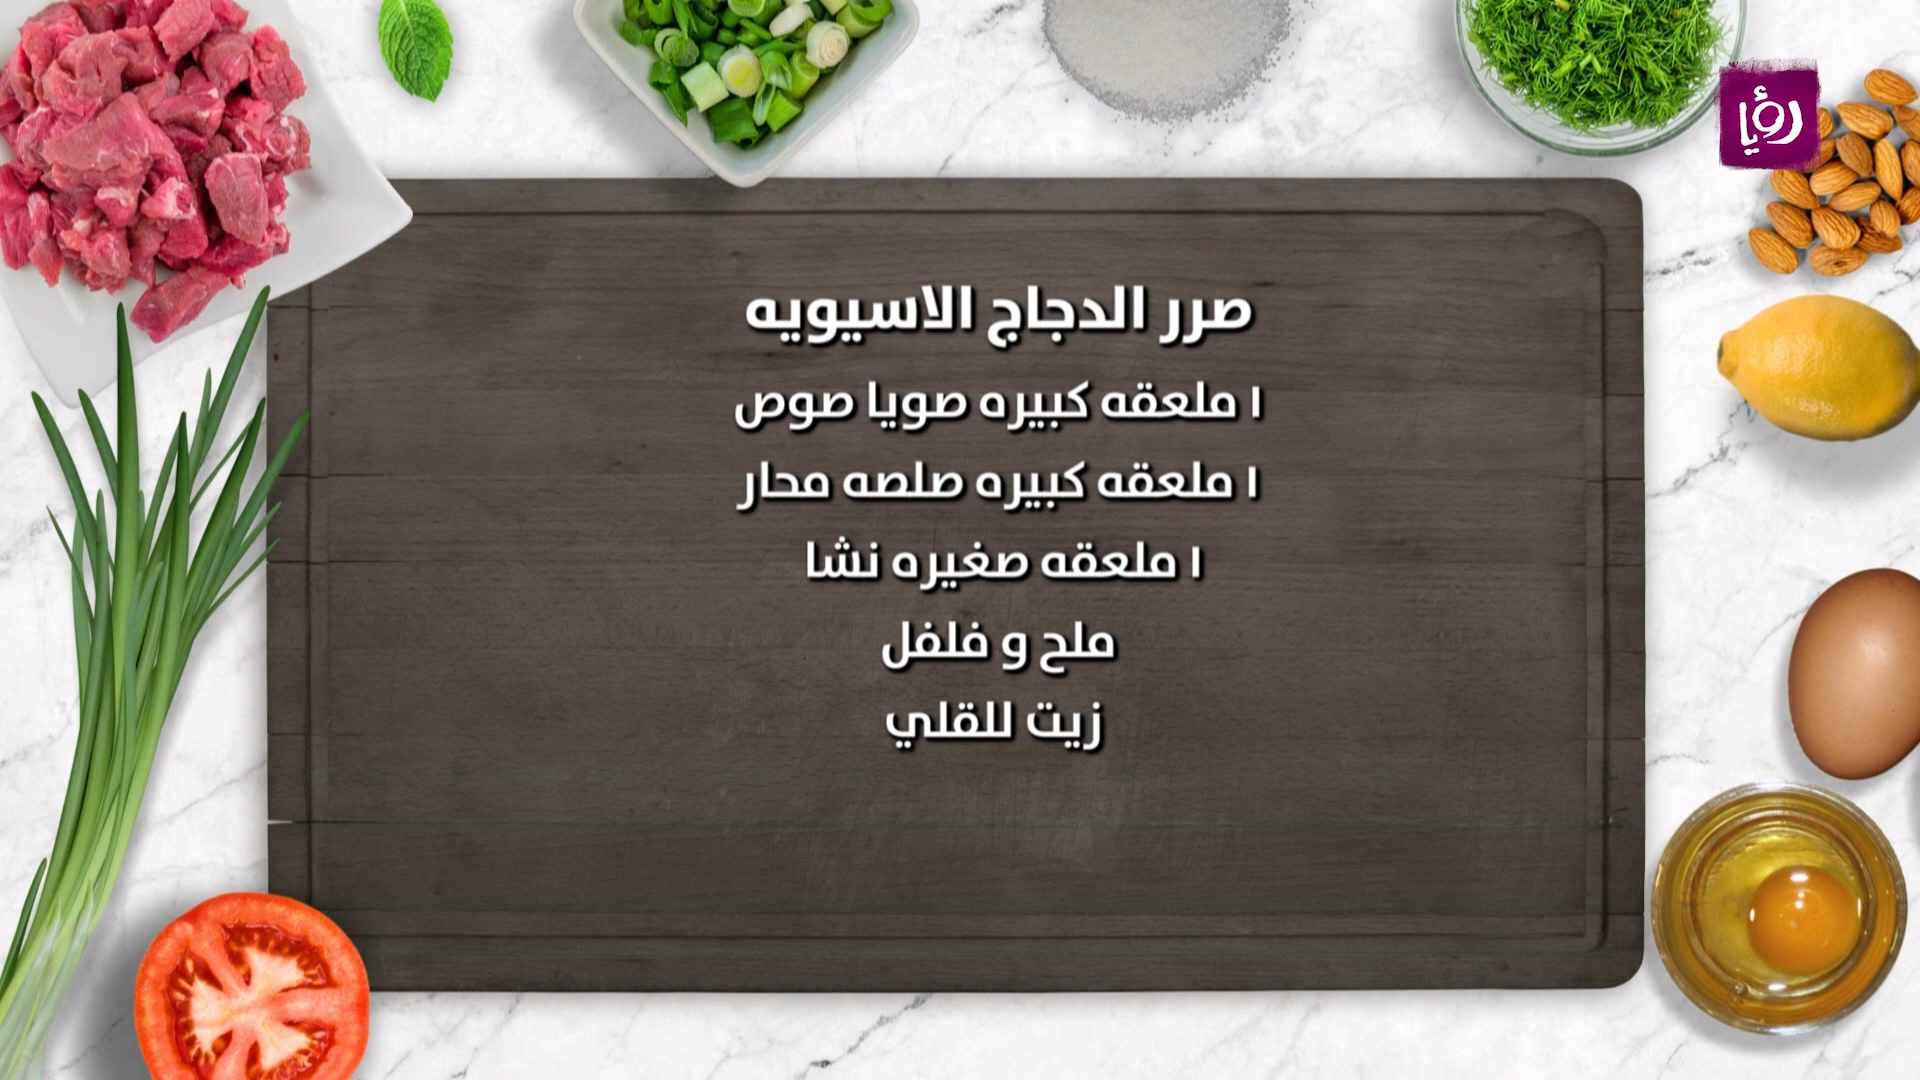 رؤيا
صرر الدجاج الاسيويه
١ ملعقه كبيره صويا صوص
١ ملعقه كبيره صلصه محار
١ ملعقه صغيره نشا
ملح و فلفل
زيت للقلي